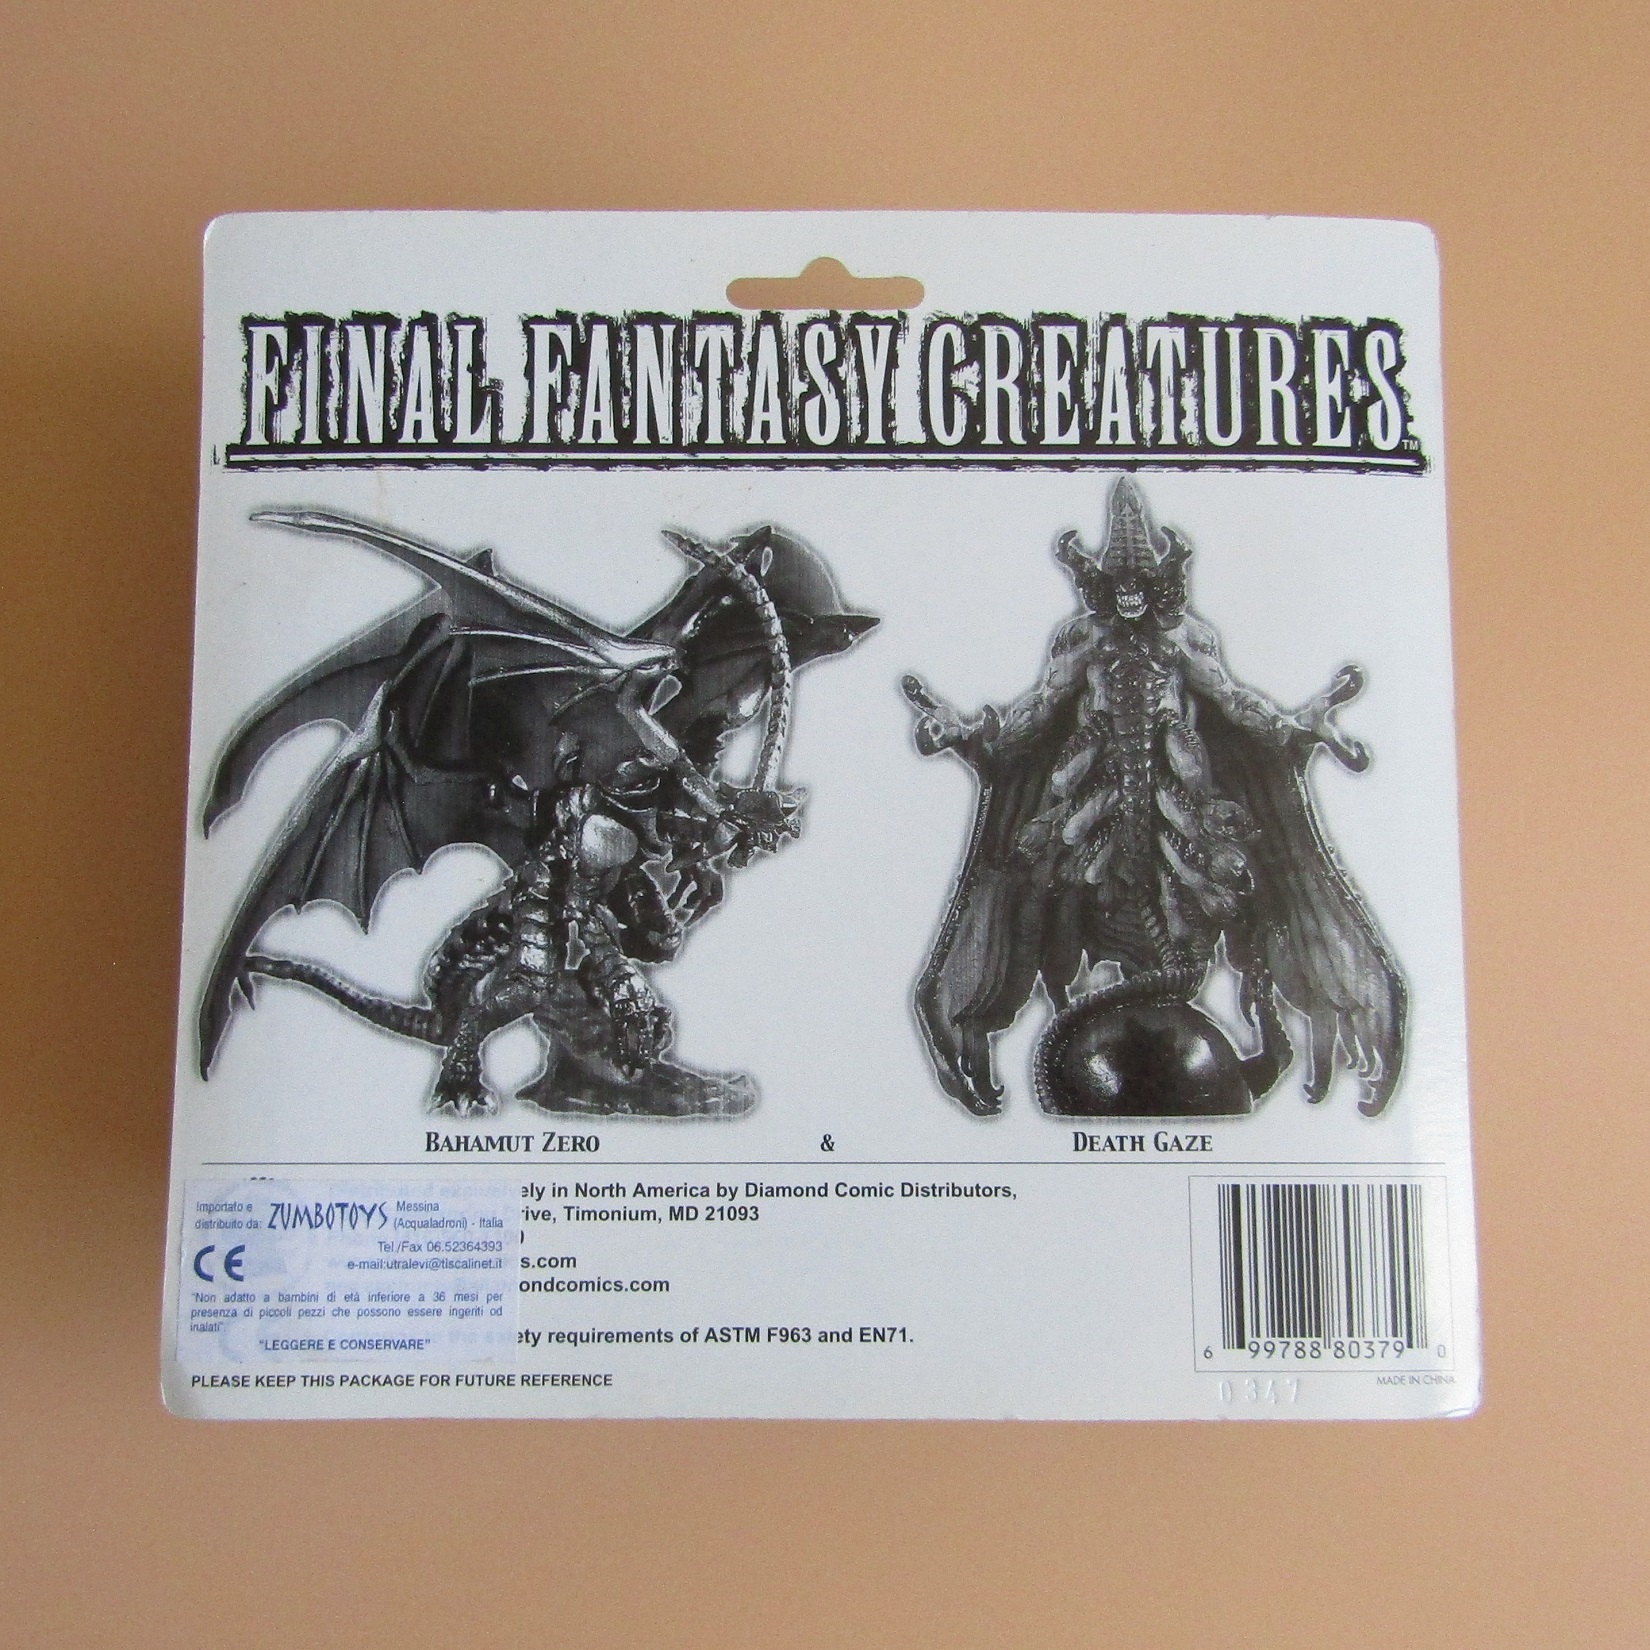 FINAL FANTASY CREATURES™
BAHAMUT ZERO & DEATH GAZE
ely in North America by Diamond Comic Distributors,
rive, Timonium, MD 21093
s.com
ondcomics.com
ety requirements of ASTM F963 and EN71.
PLEASE KEEP THIS PACKAGE FOR FUTURE REFERENCE
Importato e
distribuito da: ZUMBOTOYS
Messina
(Acqualadroni) - Italia
Tel./Fax 06.52364393
CE
e-mail:utralevi@tiscalinet.it
"Non adatto a bambini di età inferiore a 36 mesi per
presenza di piccoli pezzi che possono essere ingeriti od
inalati".
"LEGGERE E CONSERVARE"
6 99788 80379 0
MADE IN CHINA
0347